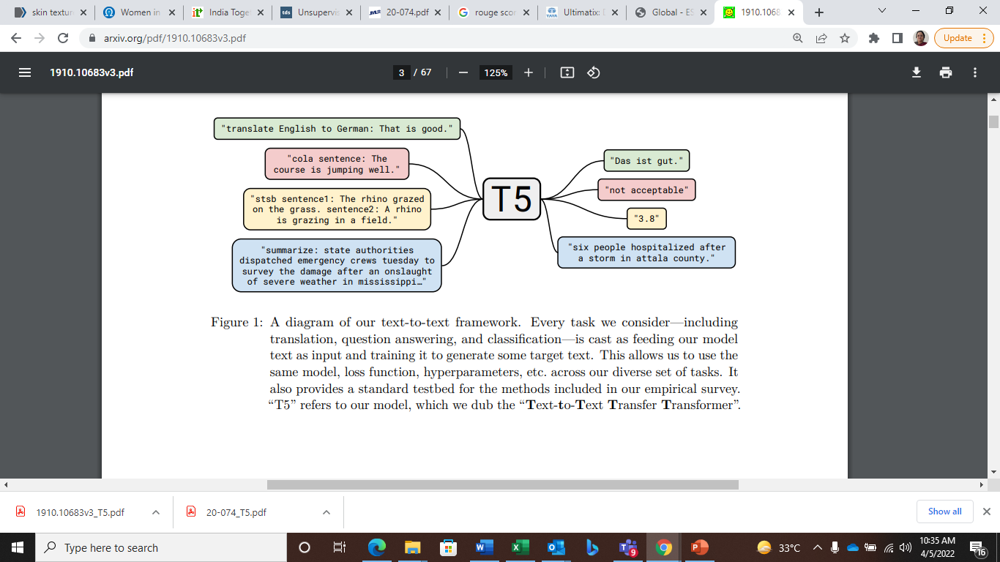 skin textur
Women in
India Toget
tds
Unsupervis
JMLR
20-074.pdf
G
rouge scor
TATA
Ultimatix: D
Global - ES
1910.1068
arxiv.org/pdf/1910.10683v3.pdf
Update
1910.10683v3.pdf
3 / 67
125%
"translate English to German: That is good."
"cola sentence: The
course is jumping well."
"stsb sentence1: The rhino grazed
on the grass. sentence2: A rhino
is grazing in a field."
"summarize: state authorities
dispatched emergency crews tuesday to
survey the damage after an onslaught
of severe weather in mississippi…"
T5
"Das ist gut."
"not acceptable"
"3.8"
"six people hospitalized after
a storm in attala county."
Figure 1: A diagram of our text-to-text framework. Every task we consider—including
translation, question answering, and classification—is cast as feeding our model
text as input and training it to generate some target text. This allows us to use the
same model, loss function, hyperparameters, etc. across our diverse set of tasks. It
also provides a standard testbed for the methods included in our empirical survey.
“T5” refers to our model, which we dub the “Text-to-Text Transfer Transformer”.
1910.10683v3_T5.pdf
20-074_T5.pdf
Show all
Type here to search
33°C
10:35 AM
4/5/2022
9
16